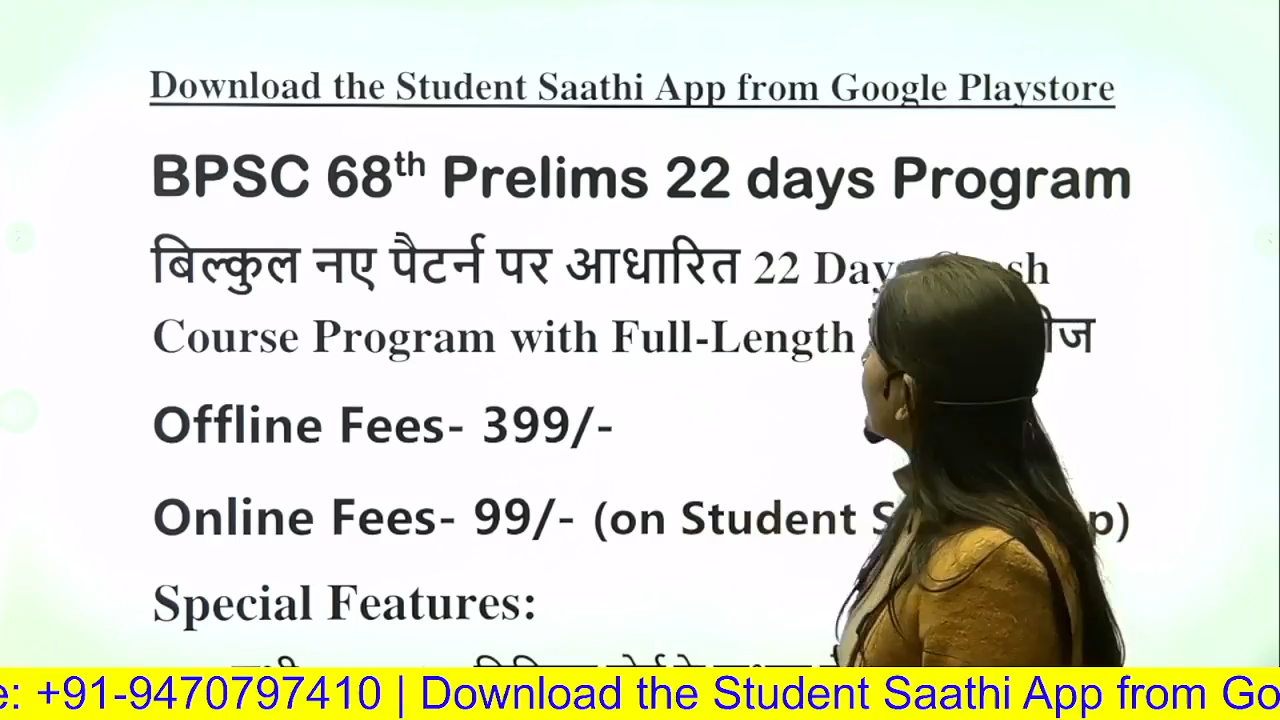 Download the Student Saathi App from Google Playstore
BPSC 68th Prelims 22 days Program
बिल्कुल नए पैटर्न पर आधारित 22
Course Program with Full-Length
Offline Fees- 399/-
Online Fees- 99/- (on Student
Special Features:
+91-9470797410 | Download the Student Saathi App from